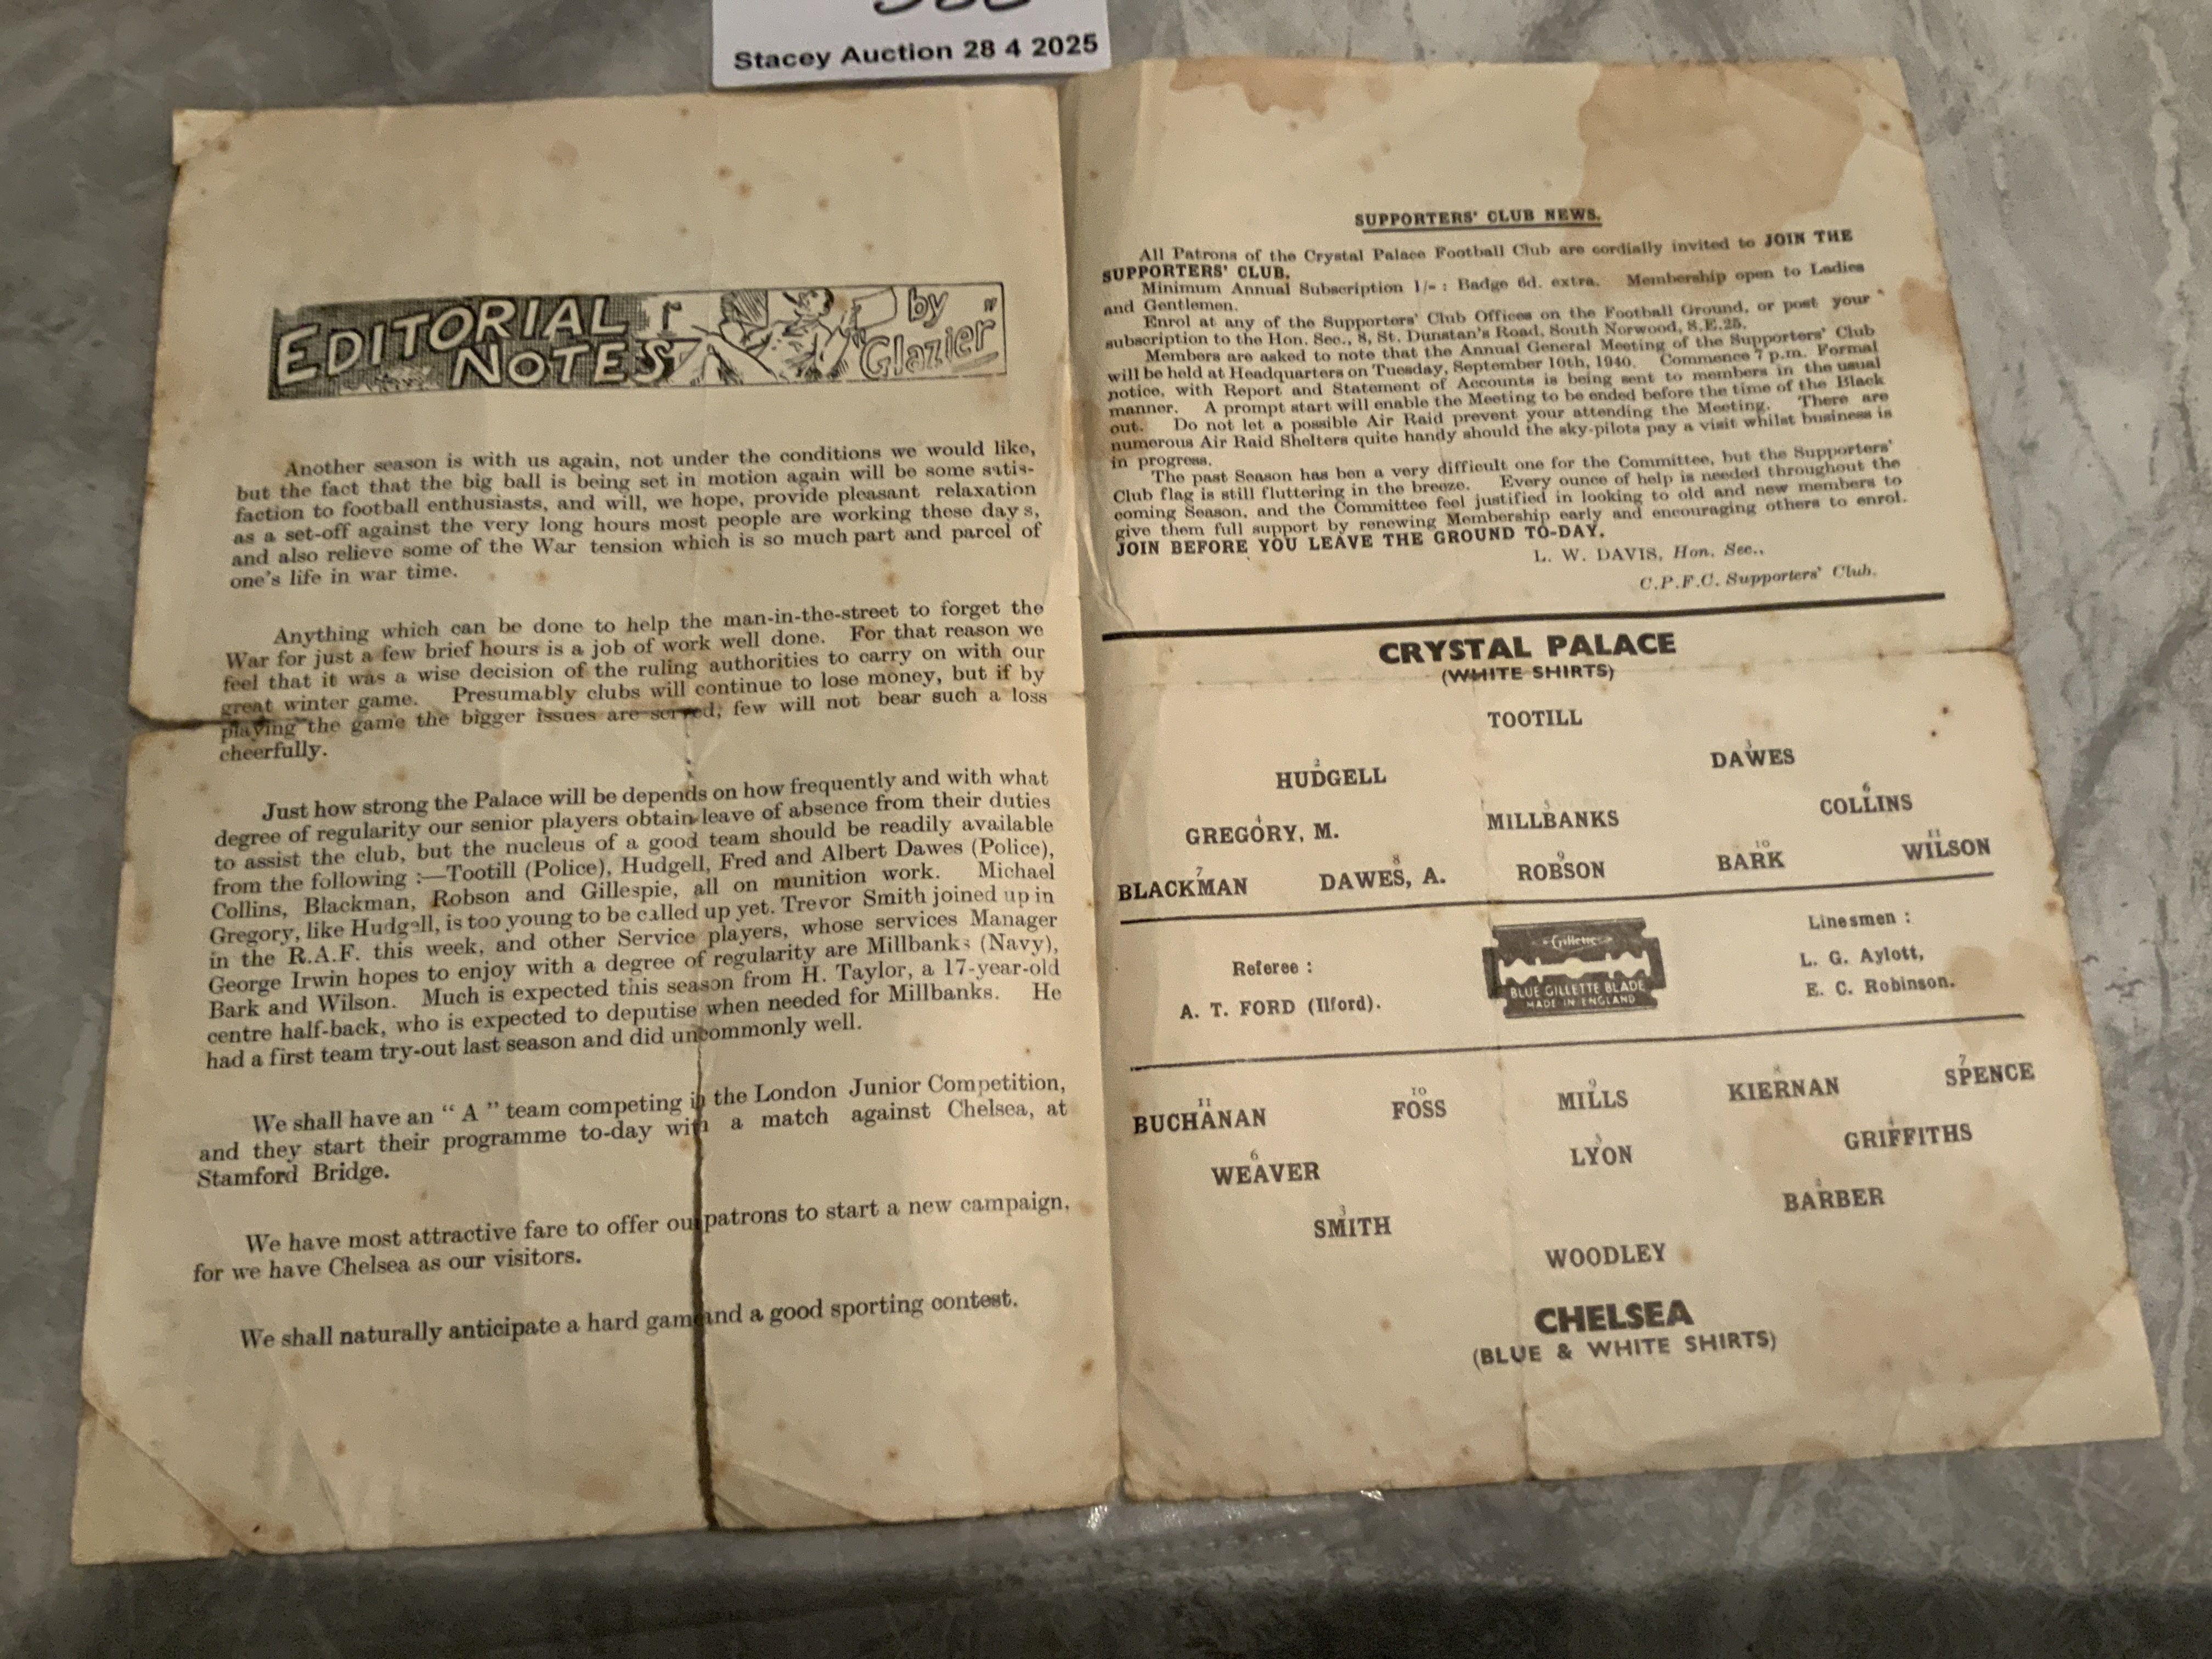 Stacey Auction 28 4 2025
EDITORIAL NOTES by "Glazier"
Another season is with us again, not under the conditions we would like,
but the fact that the big ball is being set in motion again will be some satis-
faction to football enthusiasts, and will, we hope, provide pleasant relaxation
as a set-off against the very long hours most people are working these days,
and also relieve some of the War tension which is so much part and parcel of
one's life in war time.
Anything which can be done to help the man-in-the-street to forget the
War for just a few brief hours is a job of work well done. For that reason we
feel that it was a wise decision of the ruling authorities to carry on with our
great winter game. Presumably clubs will continue to lose money, but if by
playing the game the bigger issues are served, few will not bear such a loss
cheerfully.
Just how strong the Palace will be depends on how frequently and with what
degree of regularity our senior players obtain leave of absence from their duties
to assist the club, but the nucleus of a good team should be readily available
from the following :—Tootill (Police), Hudgell, Fred and Albert Dawes (Police),
Collins, Blackman, Robson and Gillespie, all on munition work. Michael
Gregory, like Hudgell, is too young to be called up yet. Trevor Smith joined up in
in the R.A.F. this week, and other Service players, whose services Manager
George Irwin hopes to enjoy with a degree of regularity are Millbanks (Navy),
Bark and Wilson. Much is expected this season from H. Taylor, a 17-year-old
centre half-back, who is expected to deputise when needed for Millbanks. He
had a first team try-out last season and did uncommonly well.
We shall have an " A " team competing in the London Junior Competition,
and they start their programme to-day with a match against Chelsea, at
Stamford Bridge.
We have most attractive fare to offer our patrons to start a new campaign,
for we have Chelsea as our visitors.
We shall naturally anticipate a hard game and a good sporting contest.
SUPPORTERS' CLUB NEWS.
All Patrons of the Crystal Palace Football Club are cordially invited to JOIN THE
SUPPORTERS' CLUB.
Minimum Annual Subscription 1/- : Badge 6d. extra. Membership open to Ladies
and Gentlemen.
Enrol at any of the Supporters' Club Offices on the Football Ground, or post your
subscription to the Hon. Sec., 8, St. Dunstan's Road, South Norwood, S.E.25.
Members are asked to note that the Annual General Meeting of the Supporters' Club
will be held at Headquarters on Tuesday, September 10th, 1940. Commence 7 p.m. Formal
notice, with Report and Statement of Accounts is being sent to members in the usual
manner. A prompt start will enable the Meeting to be ended before the time of the Black
out. Do not let a possible Air Raid prevent your attending the Meeting. There are
numerous Air Raid Shelters quite handy should the sky-pilots pay a visit whilst business is
in progress.
The past Season has ben a very difficult one for the Committee, but the Supporters'
Club flag is still fluttering in the breeze. Every ounce of help is needed throughout the
coming Season, and the Committee feel justified in looking to old and new members to
give them full support by renewing Membership early and encouraging others to enrol.
JOIN BEFORE YOU LEAVE THE GROUND TO-DAY.
L. W. DAVIS, Hon. Sec.,
C.P.F.C. Supporters' Club.
CRYSTAL PALACE
(WHITE SHIRTS)
TOOTILL
2 3
HUDGELL DAWES
4 5 6
GREGORY, M. MILLBANKS COLLINS
7 8 9 10 11
BLACKMAN DAWES, A. ROBSON BARK WILSON
Referee :
A. T. FORD (Ilford).
Gillette
BLUE GILLETTE BLADE
MADE IN ENGLAND
Linesmen :
L. G. Aylott,
E. C. Robinson.
11 10 9 8 7
BUCHANAN FOSS MILLS KIERNAN SPENCE
6 5 4
WEAVER LYON GRIFFITHS
3 2
SMITH BARBER
WOODLEY
CHELSEA
(BLUE & WHITE SHIRTS)